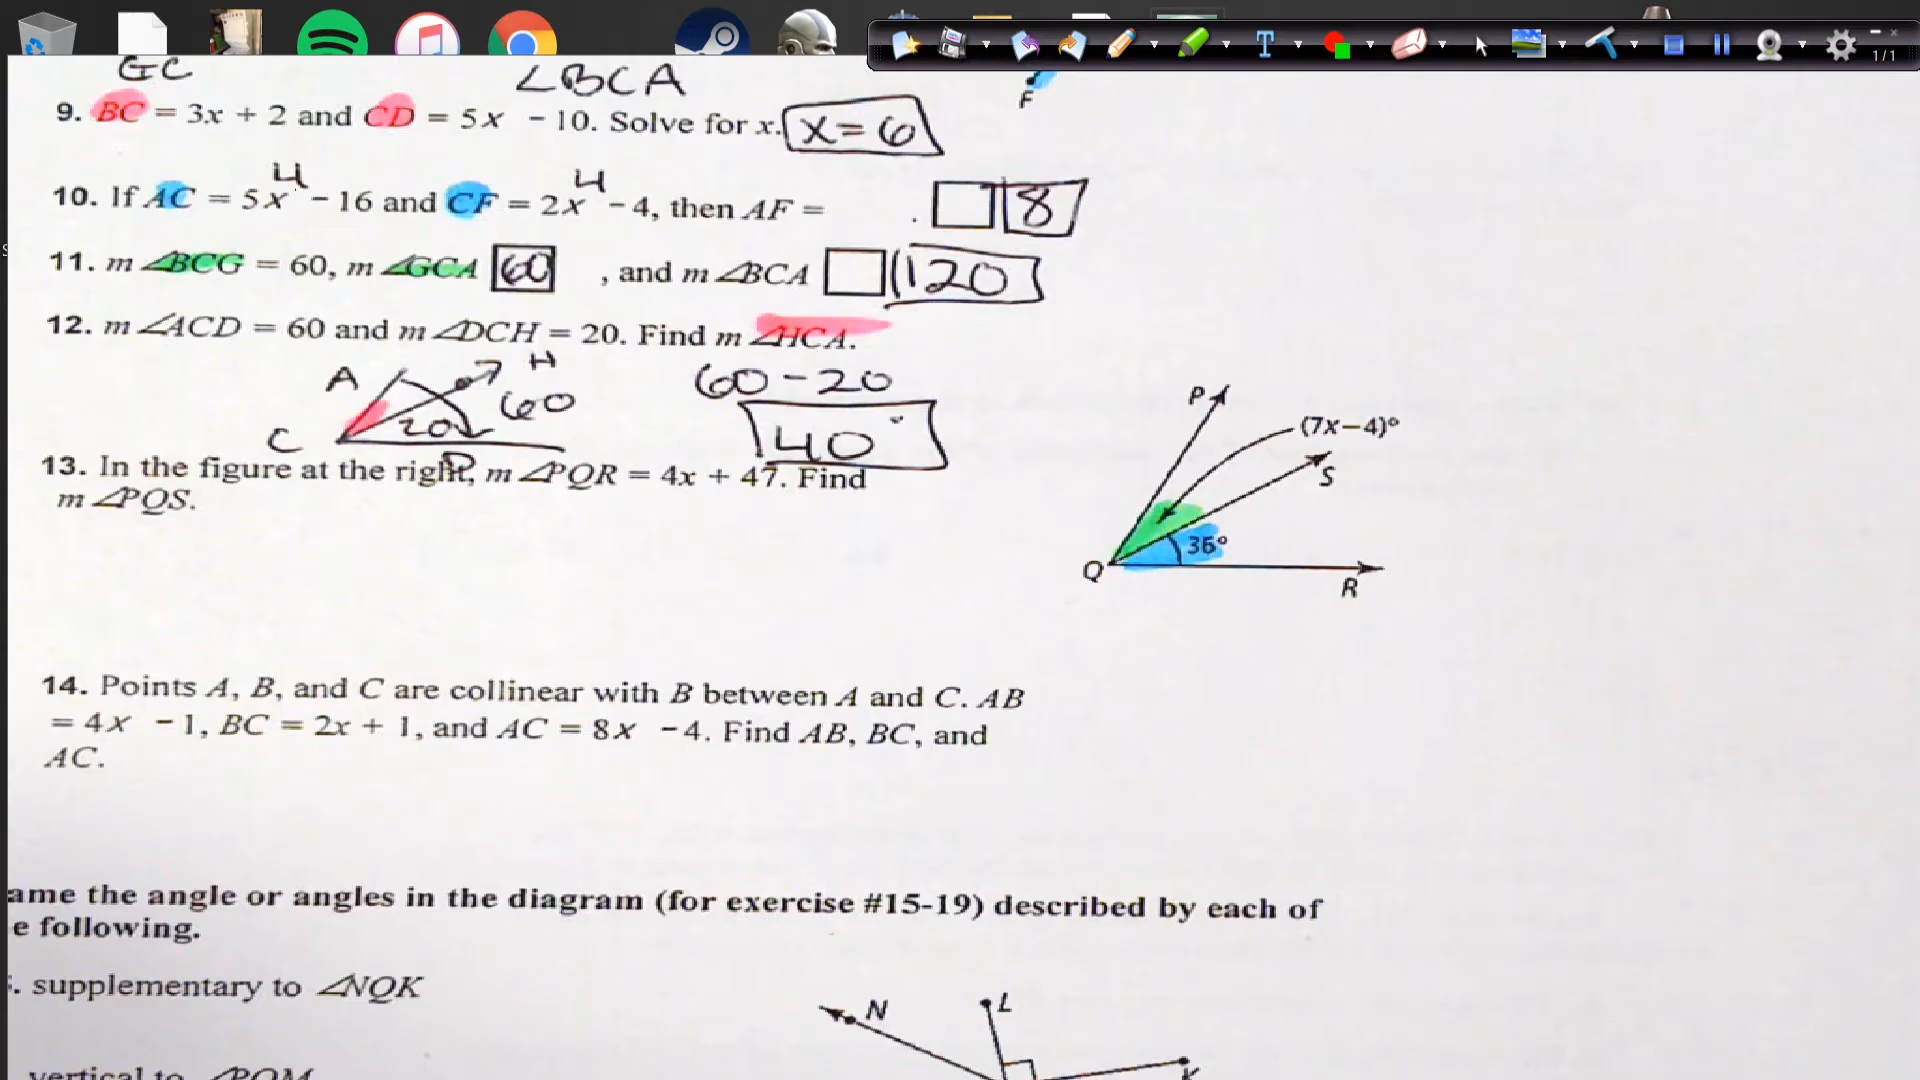 1/1
GC
∠BCA
F
9. BC = 3x + 2 and CD = 5x - 10. Solve for x. x=6
10. If AC = 5x - 16 and CF = 2x - 4, then AF = . 8
4 4
11. m∠BCG = 60, m∠GCA 60 , and m∠BCA 120
12. m∠ACD = 60 and m∠DCH = 20. Find m∠HCA.
A H 60 - 20
C 20 60 40°
D
P (7x-4)°
S
36°
Q R
13. In the figure at the right, m∠PQR = 4x + 47. Find
m∠PQS.
14. Points A, B, and C are collinear with B between A and C. AB
= 4x - 1, BC = 2x + 1, and AC = 8x - 4. Find AB, BC, and
AC.
ame the angle or angles in the diagram (for exercise #15-19) described by each of
e following.
. supplementary to ∠NQK
N L
K
vertical to ∠PQM